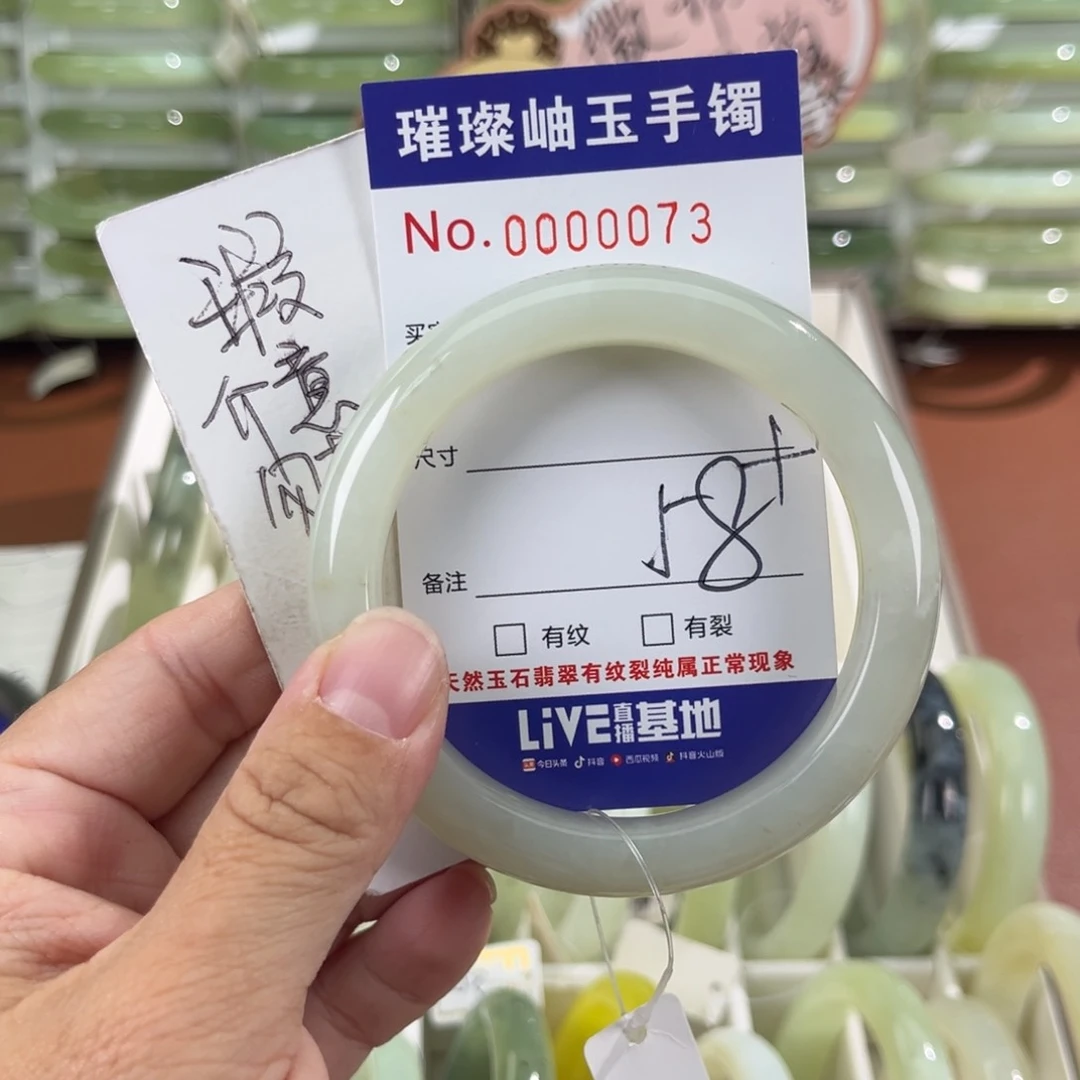 璀璨岫玉手镯
No. 0000073
买
尺寸
58+
备注
有纹
有裂
天然玉石翡翠有纹裂纯属正常现象
LiVE直播基地
今日头条 抖音 西瓜视频 抖音火山版
意